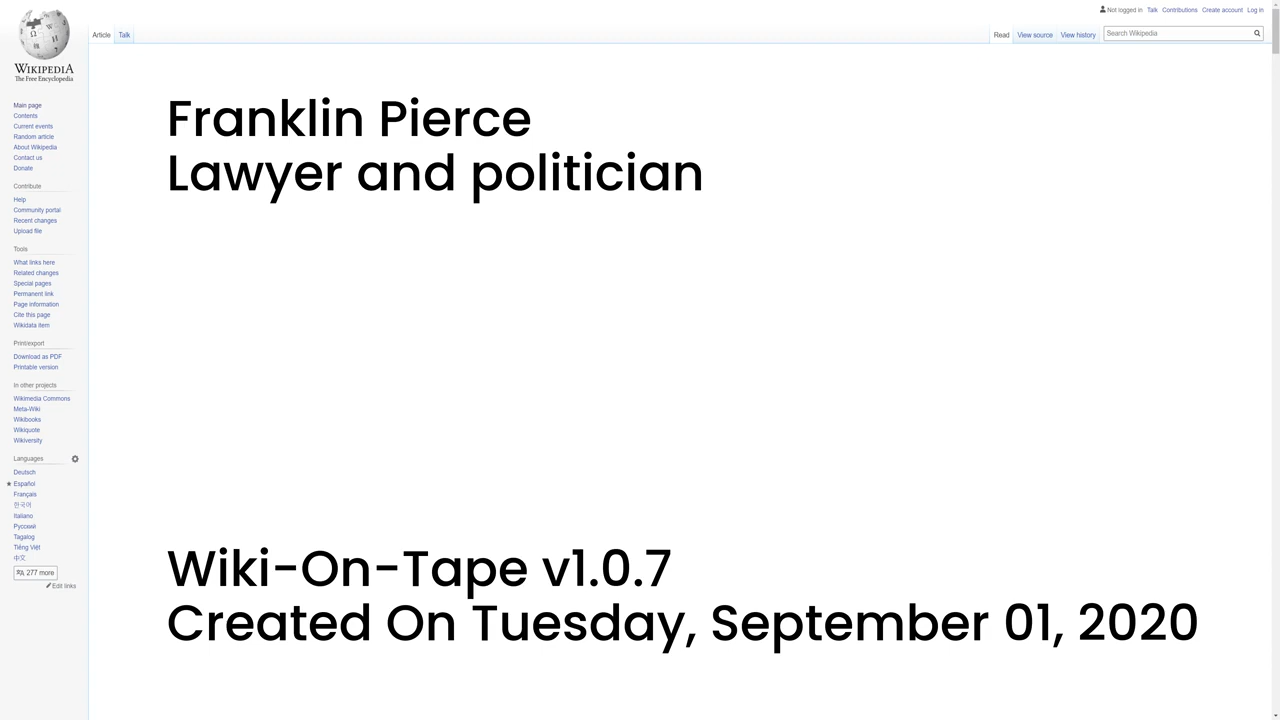 Not logged in Talk Contributions Create account Log in
Article Talk Read View source View history Search Wikipedia
WIKIPEDIA
The Free Encyclopedia
Main page
Contents
Current events
Random article
About Wikipedia
Contact us
Donate
Contribute
Help
Community portal
Recent changes
Upload file
Tools
What links here
Related changes
Special pages
Permanent link
Page information
Cite this page
Wikidata item
Print/export
Download as PDF
Printable version
In other projects
Wikimedia Commons
Meta-Wiki
Wikibooks
Wikiquote
Wikiversity
Languages
Deutsch
Español
Français
한국어
Italiano
Русский
Tagalog
Tiếng Việt
中文
277 more
Edit links
Franklin Pierce
Lawyer and politician
Wiki-On-Tape v1.0.7
Created On Tuesday, September 01, 2020